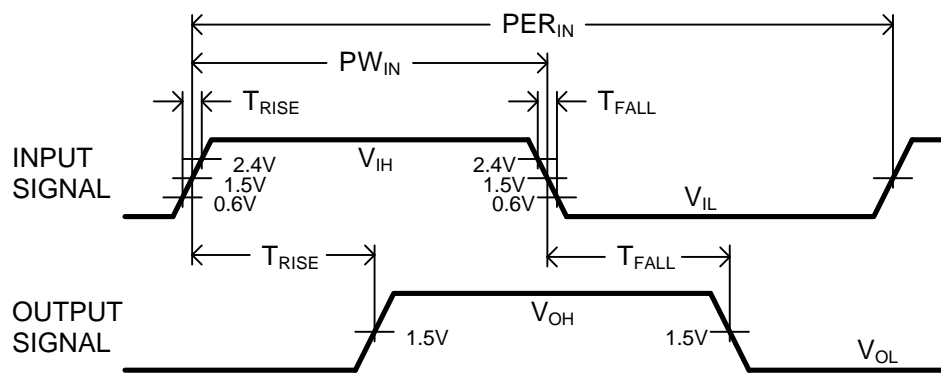 PER_IN
PW_IN
T_RISE T_FALL
INPUT SIGNAL
V_IH
2.4V 2.4V
1.5V 1.5V
0.6V 0.6V
V_IL
T_RISE T_FALL
OUTPUT SIGNAL
V_OH
1.5V 1.5V
V_OL